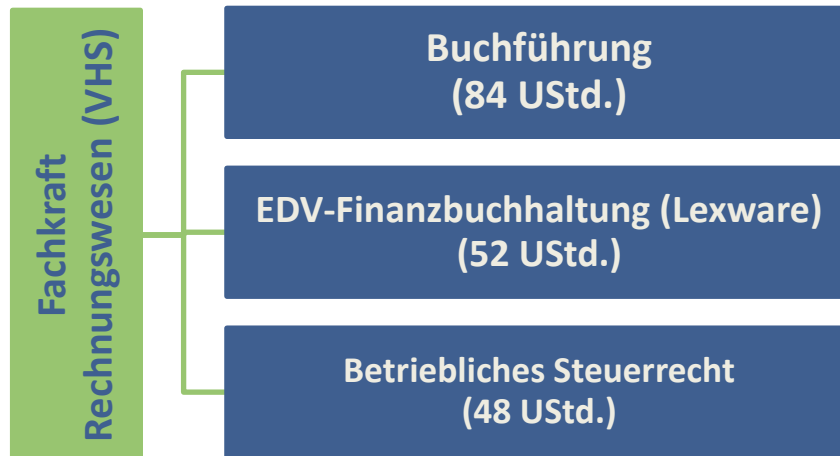 Fachkraft
Rechnungswesen (VHS)
Buchführung
(84 UStd.)
EDV-Finanzbuchhaltung (Lexware)
(52 UStd.)
Betriebliches Steuerrecht
(48 UStd.)